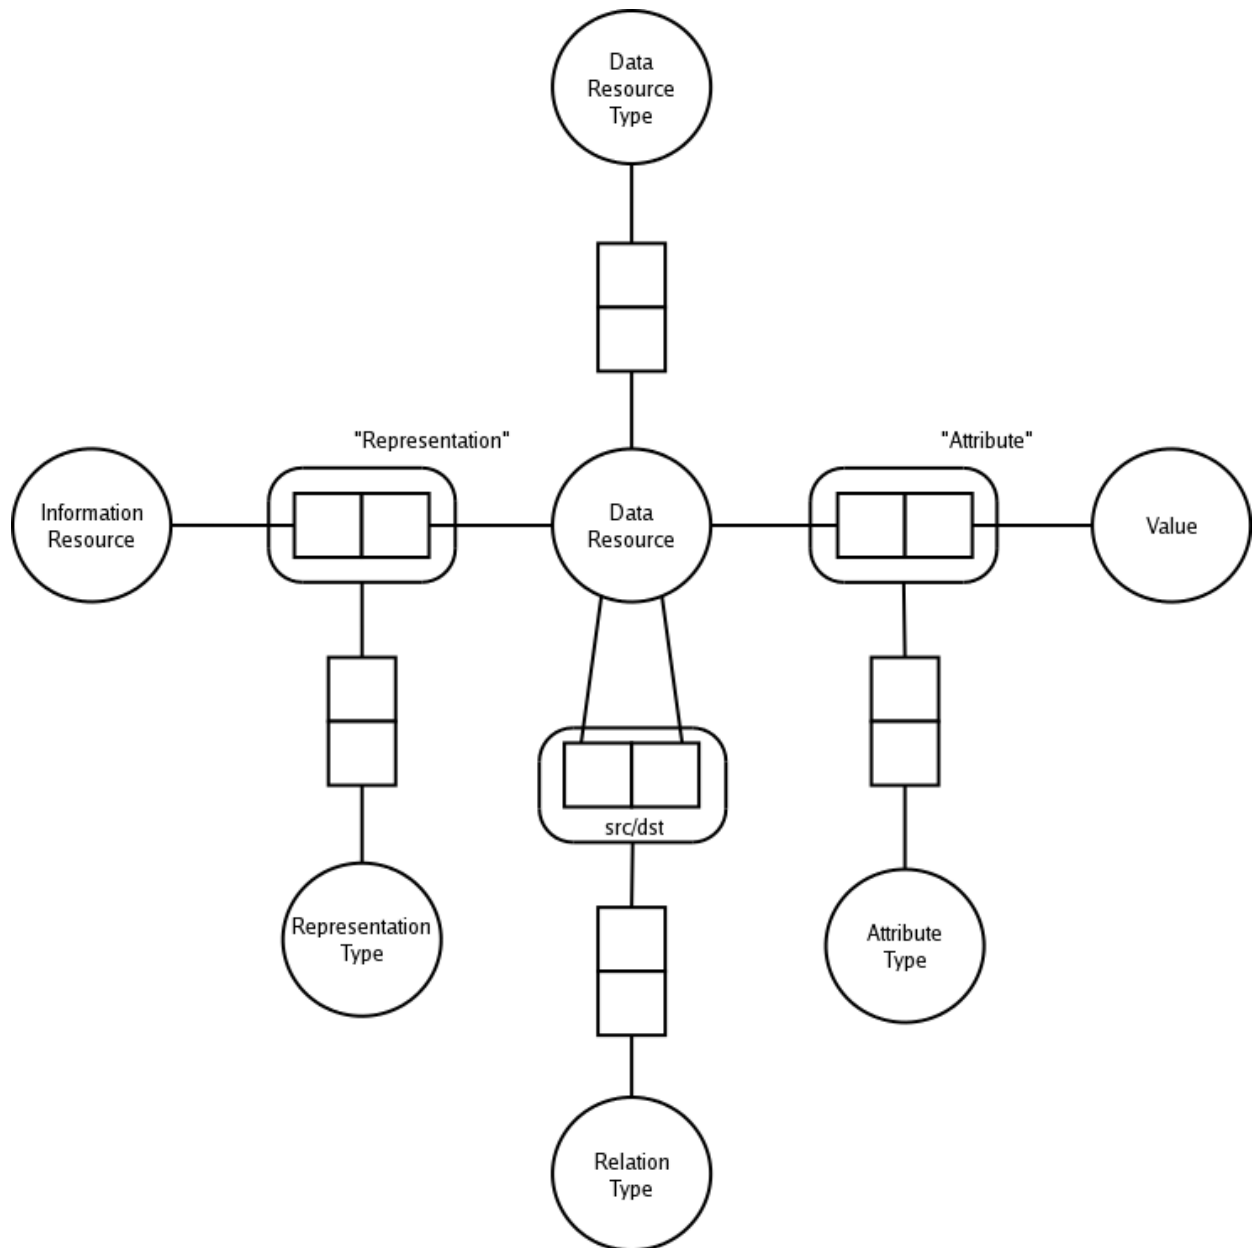 Data
Resource
Type
"Representation"
"Attribute"
Information
Resource
Data
Resource
Value
src/dst
Representation
Type
Attribute
Type
Relation
Type